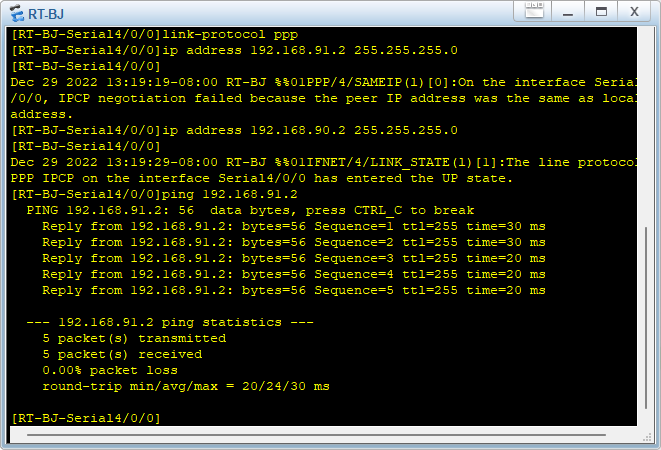 RT-BJ
[RT-BJ-Serial4/0/0]link-protocol ppp
[RT-BJ-Serial4/0/0]ip address 192.168.91.2 255.255.255.0
[RT-BJ-Serial4/0/0]
Dec 29 2022 13:19:19-08:00 RT-BJ %%01PPP/4/SAMEIP(l)[0]:On the interface Serial
/0/0, IPCP negotiation failed because the peer IP address was the same as local
address.
[RT-BJ-Serial4/0/0]ip address 192.168.90.2 255.255.255.0
[RT-BJ-Serial4/0/0]
Dec 29 2022 13:19:29-08:00 RT-BJ %%01IFNET/4/LINK_STATE(l)[1]:The line protocol
PPP IPCP on the interface Serial4/0/0 has entered the UP state.
[RT-BJ-Serial4/0/0]ping 192.168.91.2
PING 192.168.91.2: 56  data bytes, press CTRL_C to break
Reply from 192.168.91.2: bytes=56 Sequence=1 ttl=255 time=30 ms
Reply from 192.168.91.2: bytes=56 Sequence=2 ttl=255 time=30 ms
Reply from 192.168.91.2: bytes=56 Sequence=3 ttl=255 time=20 ms
Reply from 192.168.91.2: bytes=56 Sequence=4 ttl=255 time=20 ms
Reply from 192.168.91.2: bytes=56 Sequence=5 ttl=255 time=20 ms
--- 192.168.91.2 ping statistics ---
5 packet(s) transmitted
5 packet(s) received
0.00% packet loss
round-trip min/avg/max = 20/24/30 ms
[RT-BJ-Serial4/0/0]